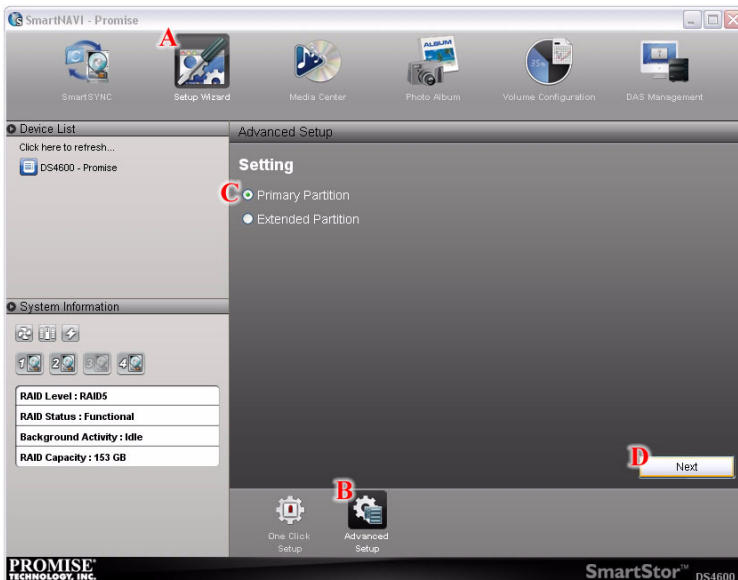 SmartNAVI - Promise
A
SmartSYNC
Setup Wizard
Media Center
ALBUM
Photo Album
35%
Volume Configuration
DAS Management
Device List
Click here to refresh...
DS4600 - Promise
Advanced Setup
Setting
C
Primary Partition
Extended Partition
System Information
1
2
3
4
RAID Level : RAID5
RAID Status : Functional
Background Activity : Idle
RAID Capacity : 153 GB
D
Next
B
One Click
Setup
Advanced
Setup
PROMISE®
TECHNOLOGY, INC.
SmartStor™ DS4600